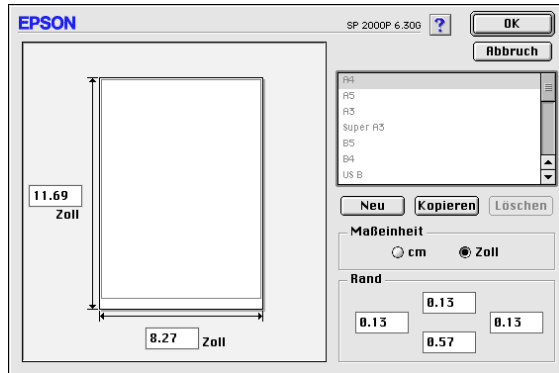 EPSON
SP 2000P 6.30G ? OK
Abbruch
A4
A5
A3
Super A3
B5
B4
US B
11.69
Zoll
8.27 Zoll
Neu Kopieren Löschen
Maßeinheit
cm Zoll
Rand
0.13
0.13 0.13
0.57